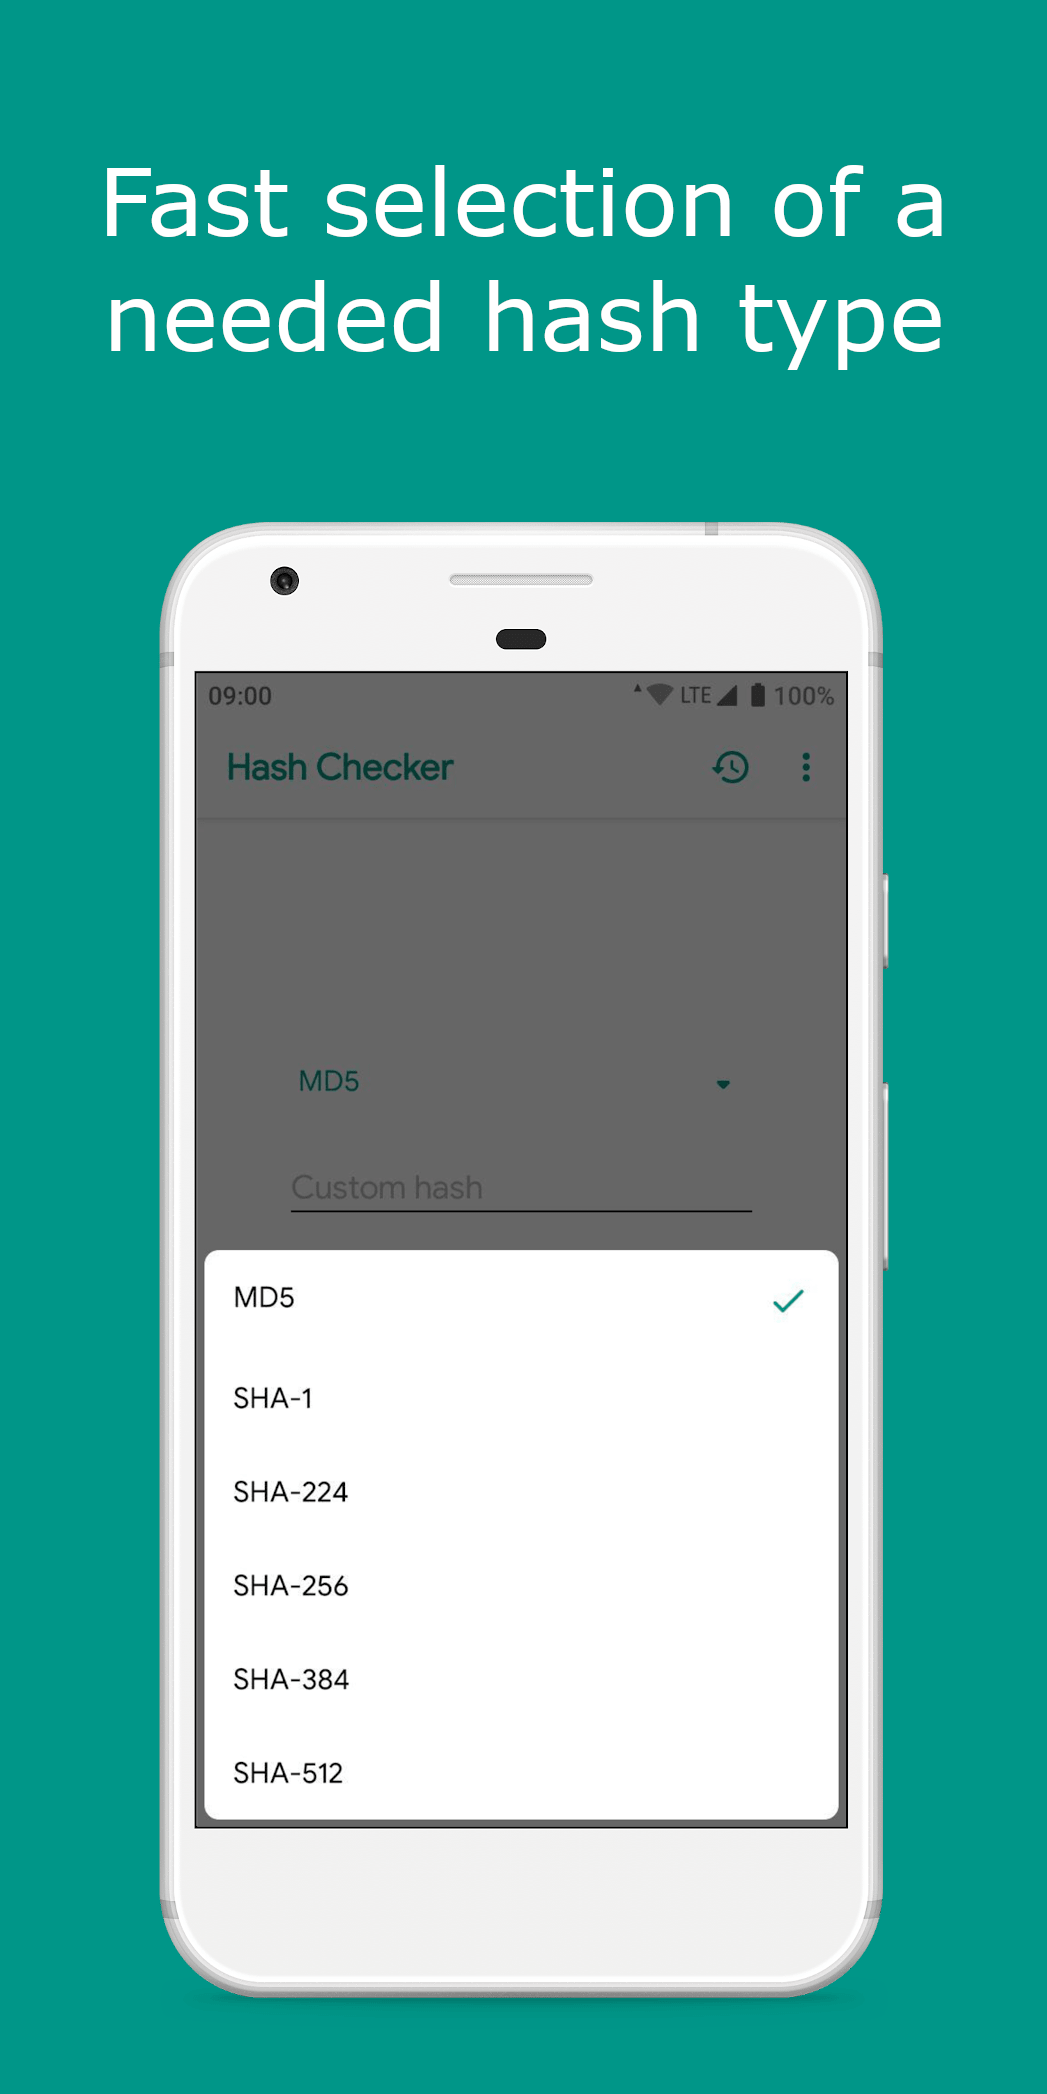 Fast selection of a
needed hash type
09:00 LTE 100%
Hash Checker
MD5
Custom hash
MD5
SHA-1
SHA-224
SHA-256
SHA-384
SHA-512